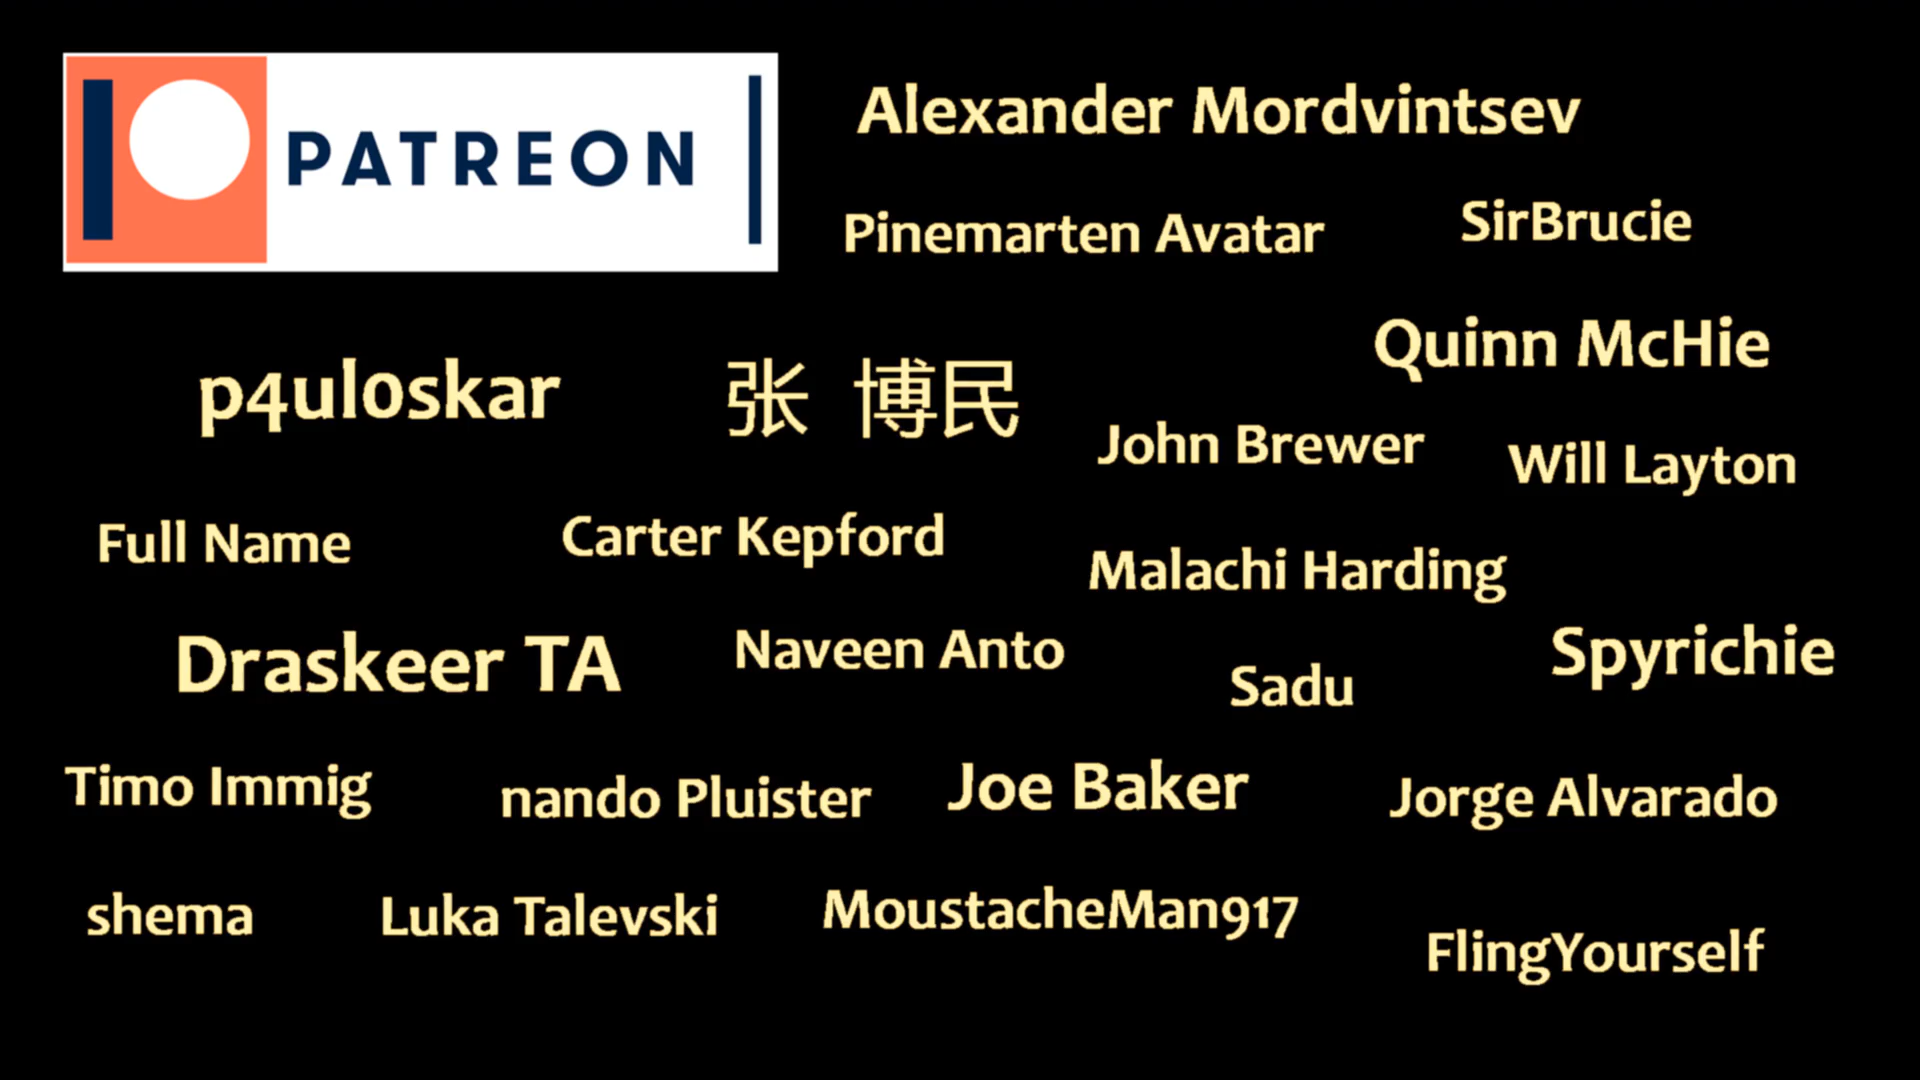 PATREON
Alexander Mordvintsev
Pinemarten Avatar
SirBrucie
Quinn McHie
p4ul0skar
张 博民
John Brewer
Will Layton
Full Name
Carter Kepford
Malachi Harding
Draskeer TA
Naveen Anto
Sadu
Spyrichie
Timo Immig
nando Pluister
Joe Baker
Jorge Alvarado
shema
Luka Talevski
MoustacheMan917
FlingYourself